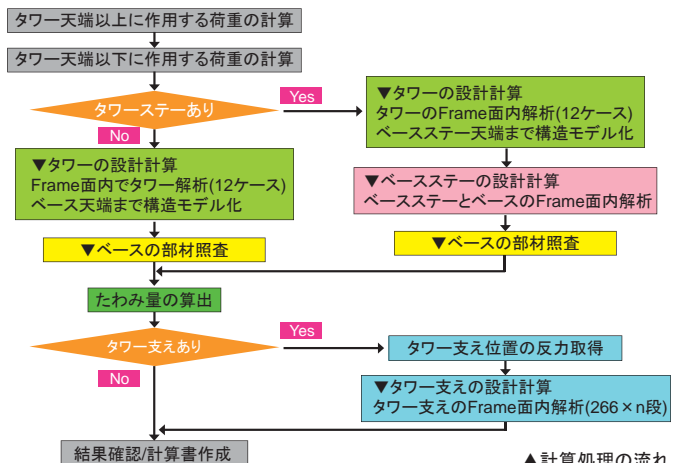 タワー天端以上に作用する荷重の計算
タワー天端以下に作用する荷重の計算
タワーステーあり
Yes
No
▼タワーの設計計算
タワーのFrame面内解析(12ケース)
ベースステー天端まで構造モデル化
▼タワーの設計計算
Frame面内でタワー解析(12ケース)
ベース天端まで構造モデル化
▼ベースステーの設計計算
ベースステーとベースのFrame面内解析
▼ベースの部材照査
▼ベースの部材照査
たわみ量の算出
タワー支えあり
Yes
No
タワー支え位置の反力取得
▼タワー支えの設計計算
タワー支えのFrame面内解析(266×n段)
結果確認/計算書作成
▲計算処理の流れ